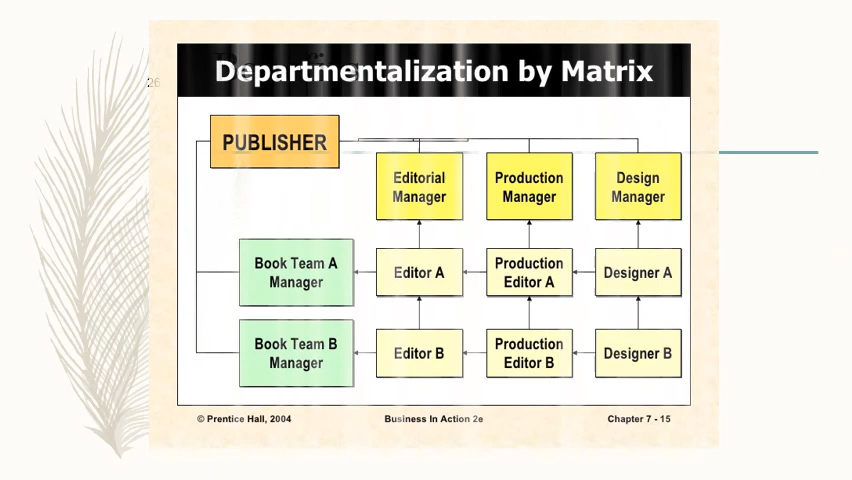 Departmentalization by Matrix
26
PUBLISHER
Editorial
Manager
Production
Manager
Design
Manager
Book Team A
Manager
Editor A
Production
Editor A
Designer A
Book Team B
Manager
Editor B
Production
Editor B
Designer B
© Prentice Hall, 2004
Business In Action 2e
Chapter 7 - 15